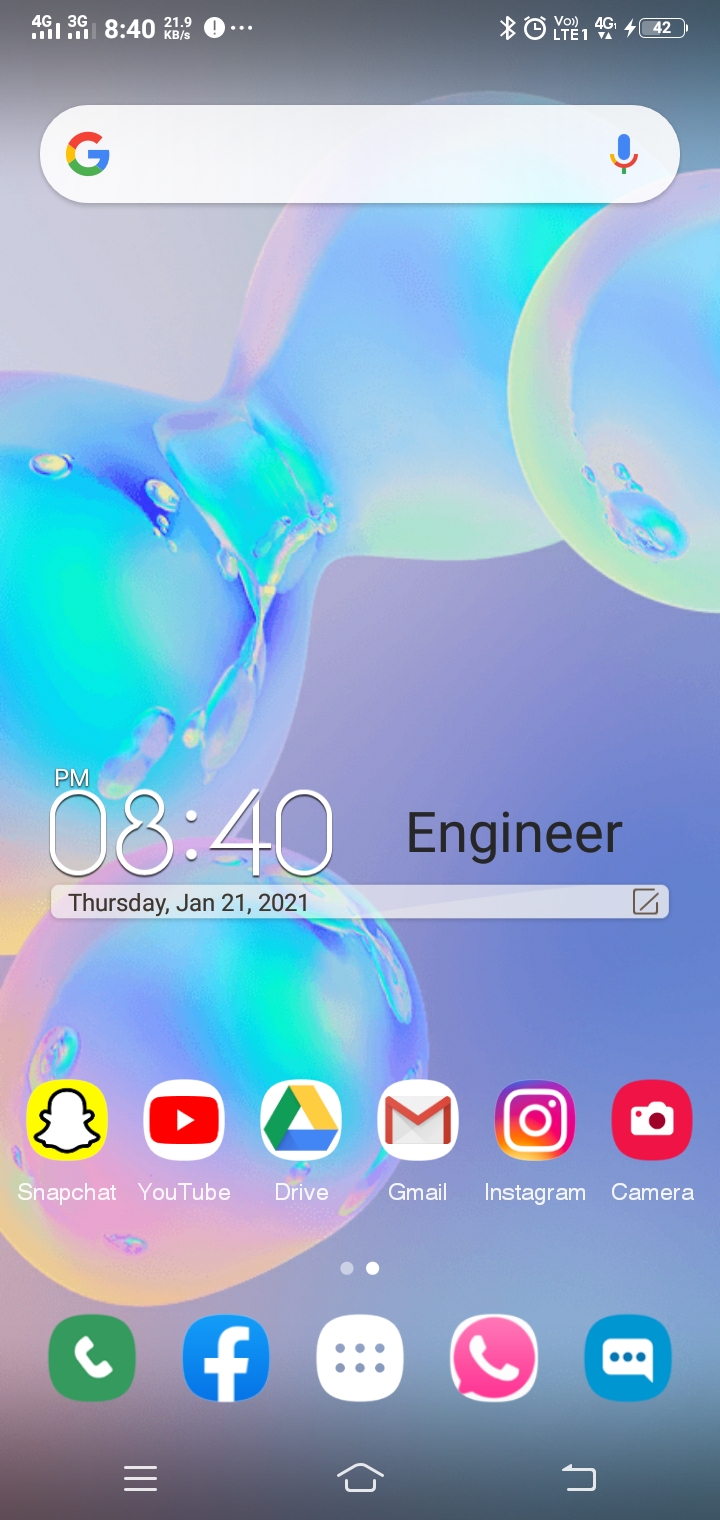 4G 3G 8:40 21.9 KB/s Vo)) LTE1 4G 42
PM
08:40 Engineer
Thursday, Jan 21, 2021
Snapchat YouTube Drive Gmail Instagram Camera